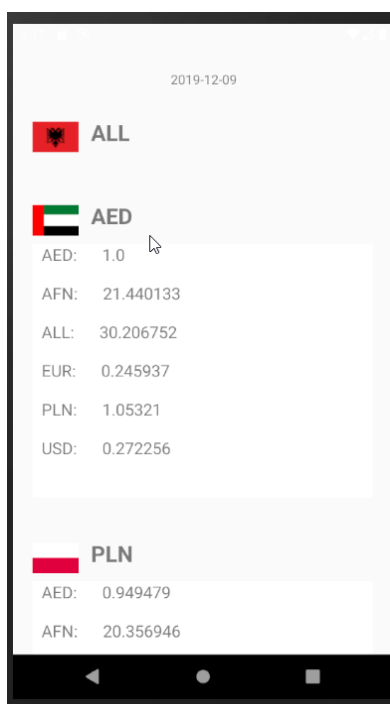 2019-12-09
ALL
AED
AED: 1.0
AFN: 21.440133
ALL: 30.206752
EUR: 0.245937
PLN: 1.05321
USD: 0.272256
PLN
AED: 0.949479
AFN: 20.356946